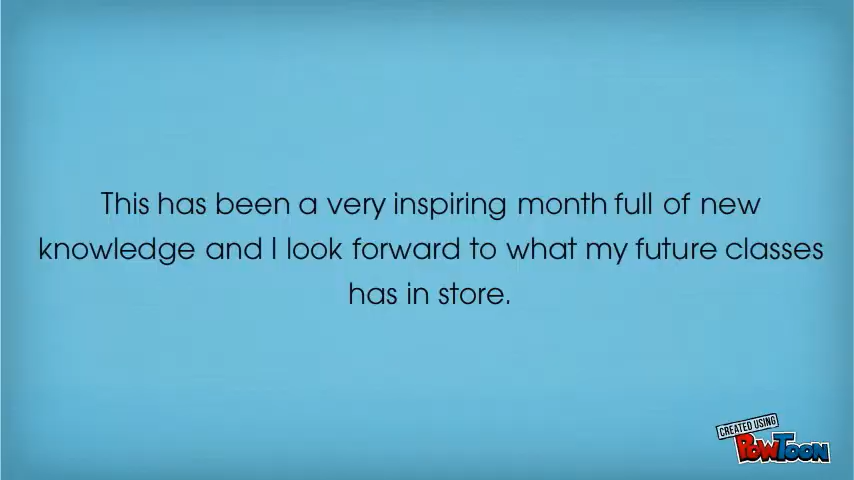 This has been a very inspiring month full of new
knowledge and I look forward to what my future classes
has in store.
CREATED USING
PowToon